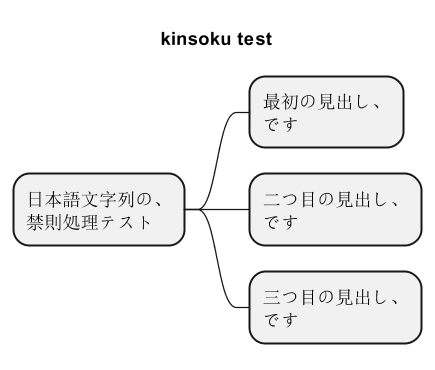 kinsoku test
最初の見出し、
です
日本語文字列の、
禁則処理テスト
二つ目の見出し、
です
三つ目の見出し、
です